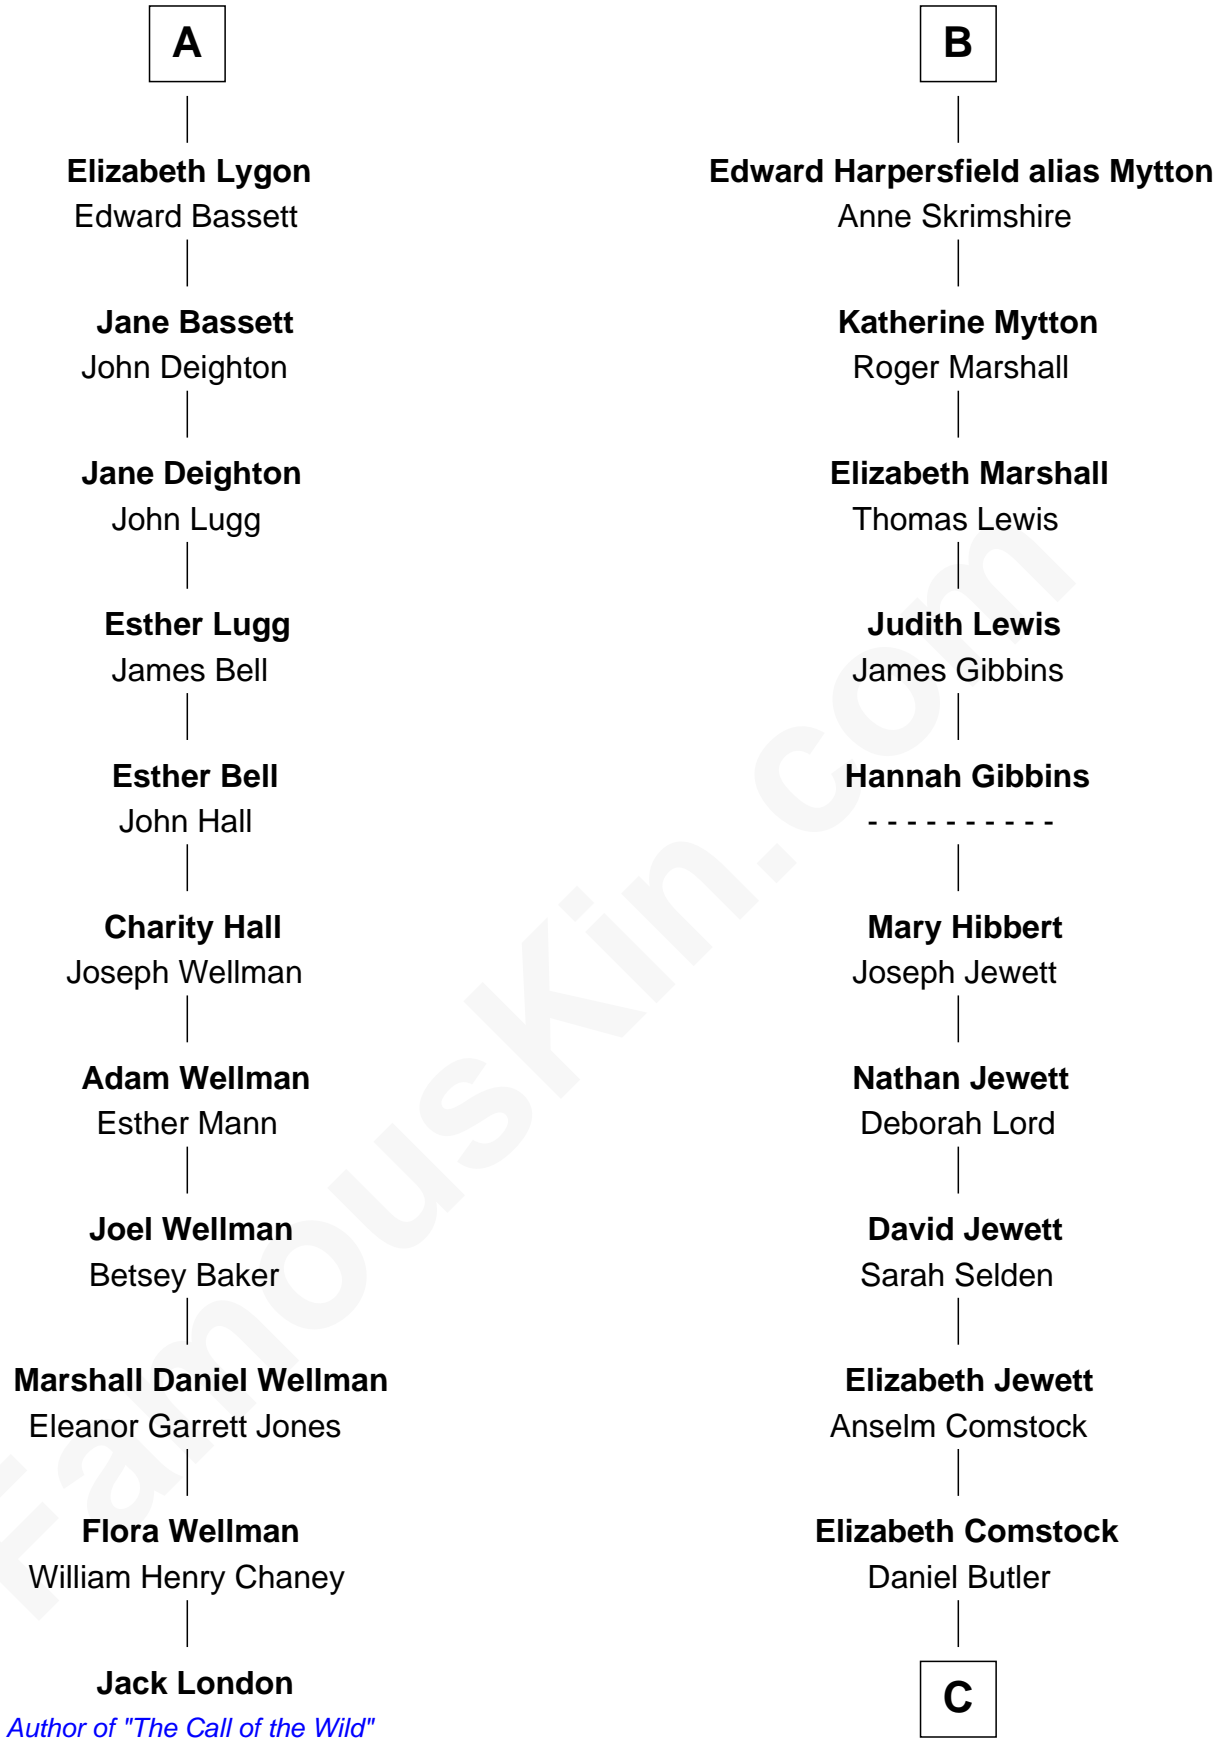 A
Elizabeth Lygon
Edward Bassett
Jane Bassett
John Deighton
Jane Deighton
John Lugg
Esther Lugg
James Bell
Esther Bell
John Hall
Charity Hall
Joseph Wellman
Adam Wellman
Esther Mann
Joel Wellman
Betsey Baker
Marshall Daniel Wellman
Eleanor Garrett Jones
Flora Wellman
William Henry Chaney
Jack London
Author of "The Call of the Wild"
B
Edward Harpersfield alias Mytton
Anne Skrimshire
Katherine Mytton
Roger Marshall
Elizabeth Marshall
Thomas Lewis
Judith Lewis
James Gibbins
Hannah Gibbins
- - - - - - - - - -
Mary Hibbert
Joseph Jewett
Nathan Jewett
Deborah Lord
David Jewett
Sarah Selden
Elizabeth Jewett
Anselm Comstock
Elizabeth Comstock
Daniel Butler
C
FamousKin.com